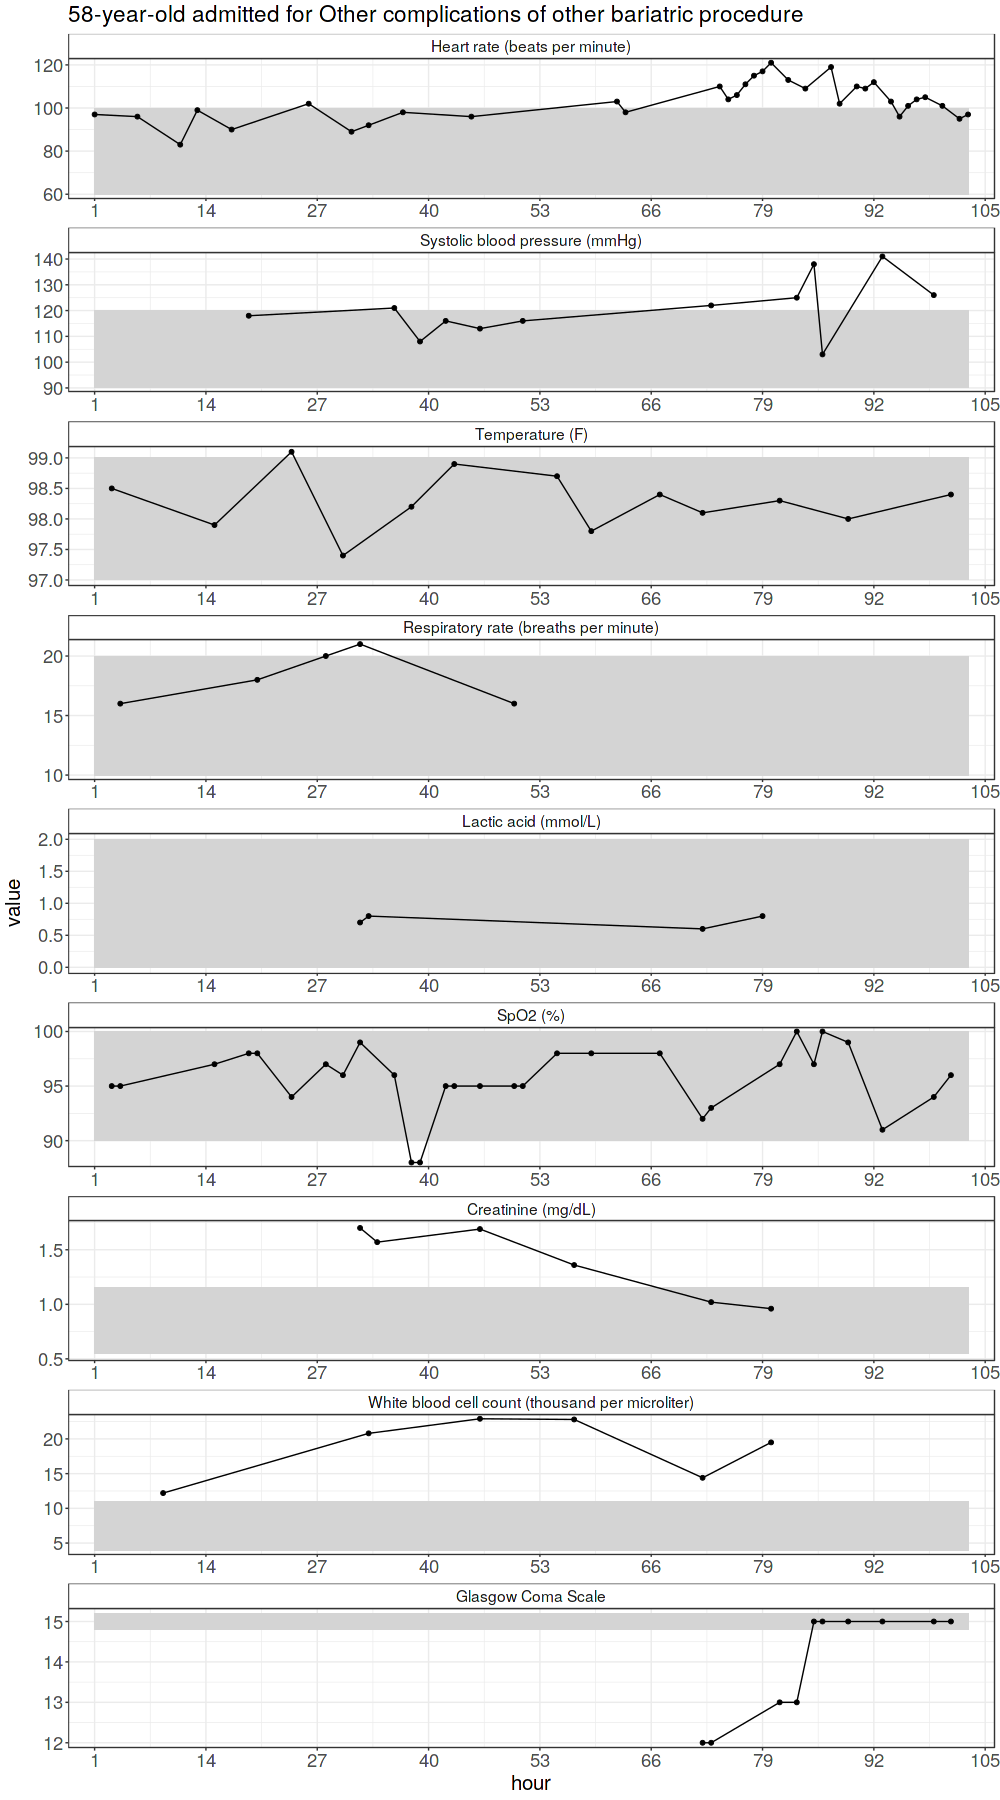 58-year-old admitted for Other complications of other bariatric procedure
Heart rate (beats per minute)
120
100
80
60
1 14 27 40 53 66 79 92 105
Systolic blood pressure (mmHg)
140
130
120
110
100
90
1 14 27 40 53 66 79 92 105
Temperature (F)
99.0
98.5
98.0
97.5
97.0
1 14 27 40 53 66 79 92 105
Respiratory rate (breaths per minute)
20
15
10
1 14 27 40 53 66 79 92 105
Lactic acid (mmol/L)
2.0
1.5
1.0
0.5
0.0
1 14 27 40 53 66 79 92 105
value
SpO2 (%)
100
95
90
1 14 27 40 53 66 79 92 105
Creatinine (mg/dL)
1.5
1.0
0.5
1 14 27 40 53 66 79 92 105
White blood cell count (thousand per microliter)
20
15
10
5
1 14 27 40 53 66 79 92 105
Glasgow Coma Scale
15
14
13
12
1 14 27 40 53 66 79 92 105
hour